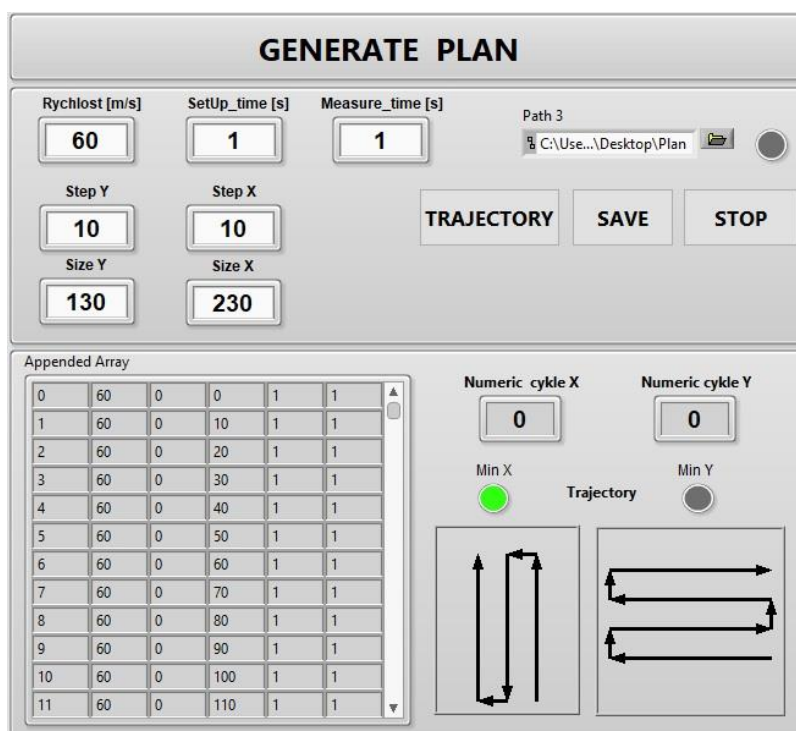 GENERATE PLAN
Rychlost [m/s] SetUp_time [s] Measure_time [s]
Path 3
60 1 1 C:\Use...\Desktop\Plan
Step Y Step X
10 10 TRAJECTORY SAVE STOP
Size Y Size X
130 230
Appended Array
Numeric cykle X Numeric cykle Y
0 0
Min X Min Y
Trajectory
0 60 0 0 1 1
1 60 0 10 1 1
2 60 0 20 1 1
3 60 0 30 1 1
4 60 0 40 1 1
5 60 0 50 1 1
6 60 0 60 1 1
7 60 0 70 1 1
8 60 0 80 1 1
9 60 0 90 1 1
10 60 0 100 1 1
11 60 0 110 1 1